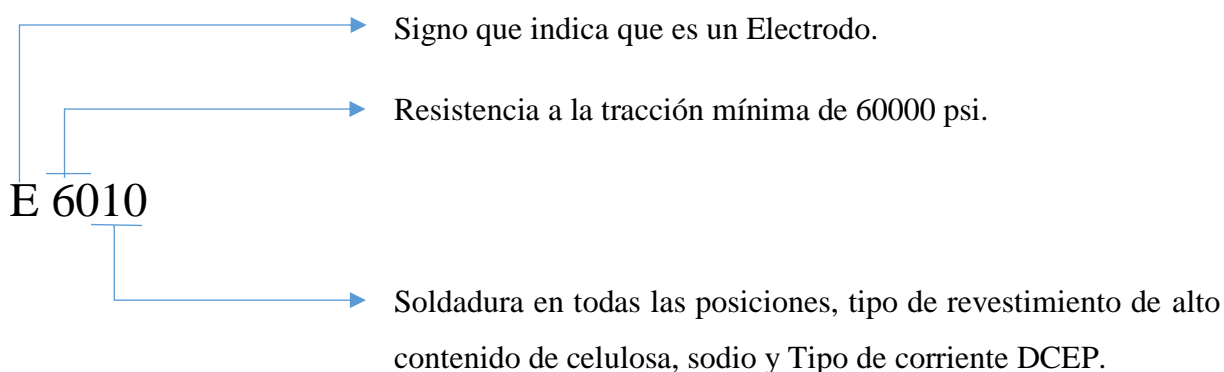 Signo que indica que es un Electrodo.
Resistencia a la tracción mínima de 60000 psi.
E 6010
Soldadura en todas las posiciones, tipo de revestimiento de alto
contenido de celulosa, sodio y Tipo de corriente DCEP.